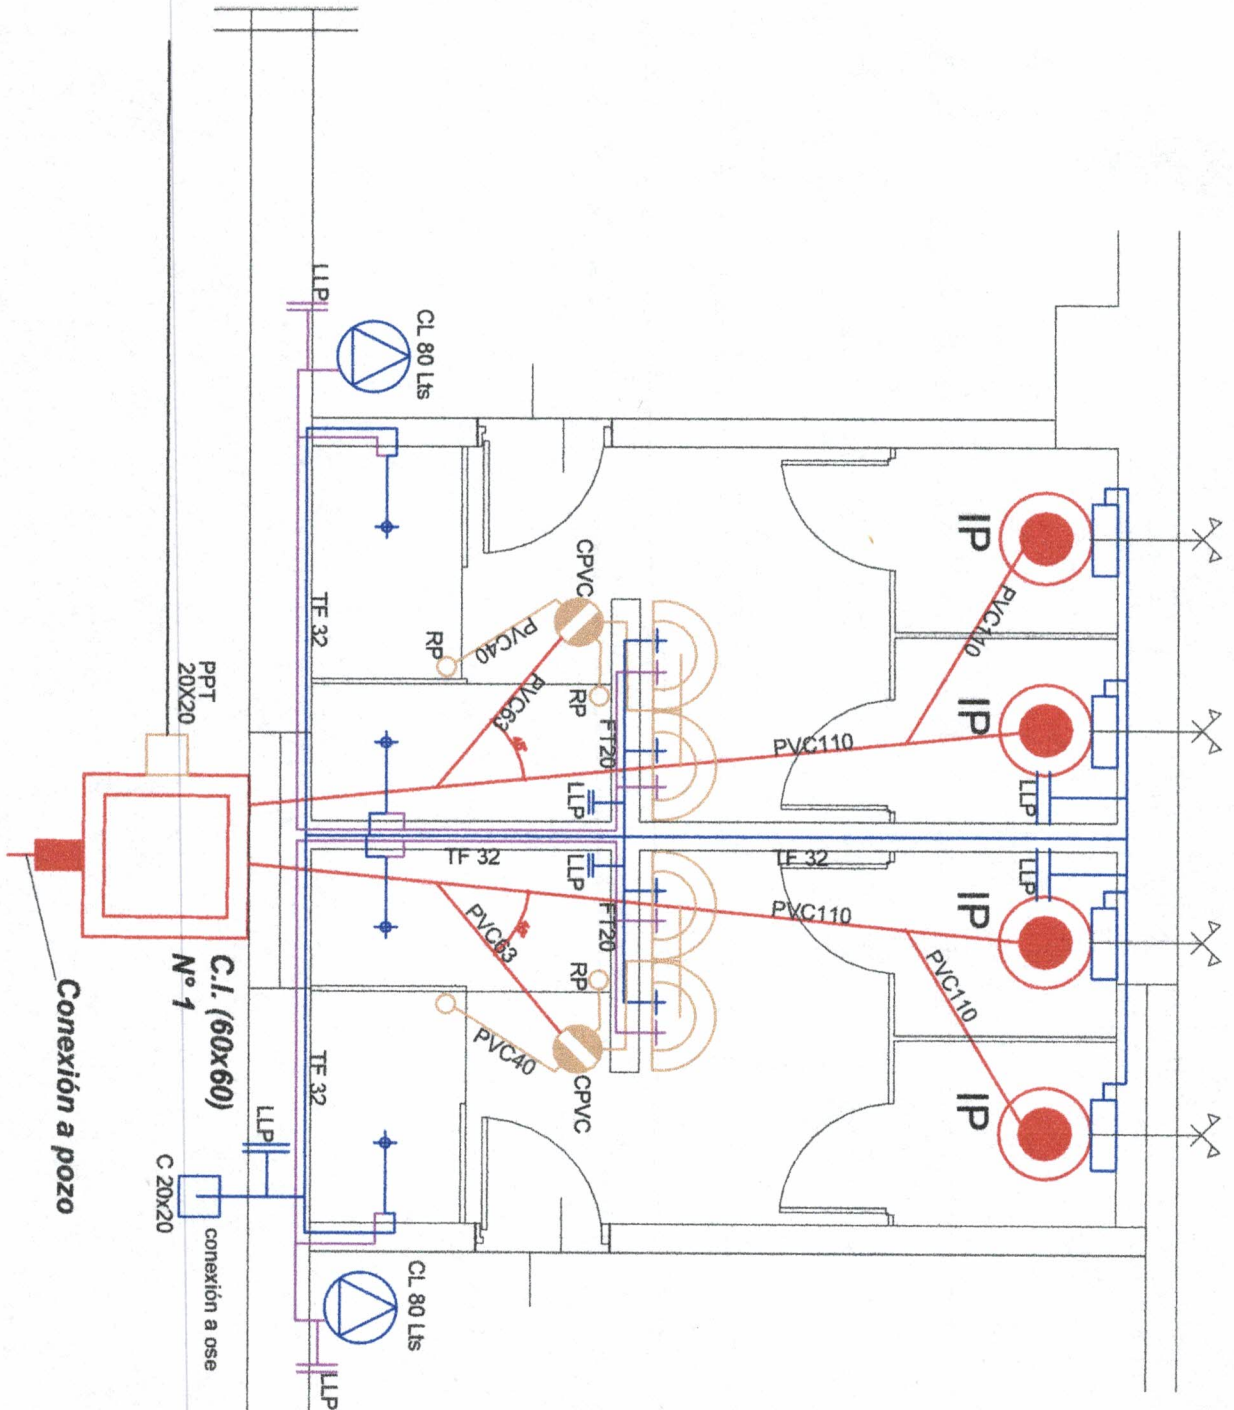 LLP
CL 80 Lts
TF 32
PPT
20X20
RP
PVC40
CPVC
PVC63
45°
RP
FT20
LLP
PVC110
PVC110
IP
IP
LLP
TF 32
LLP
FT20
TF 32
PVC110
LLP
IP
PVC63
RP
PVC40
CPVC
PVC110
IP
C.I. (60x60)
N° 1
Conexión a pozo
TF 32
LLP
C 20x20
conexión a ose
CL 80 Lts
LLP